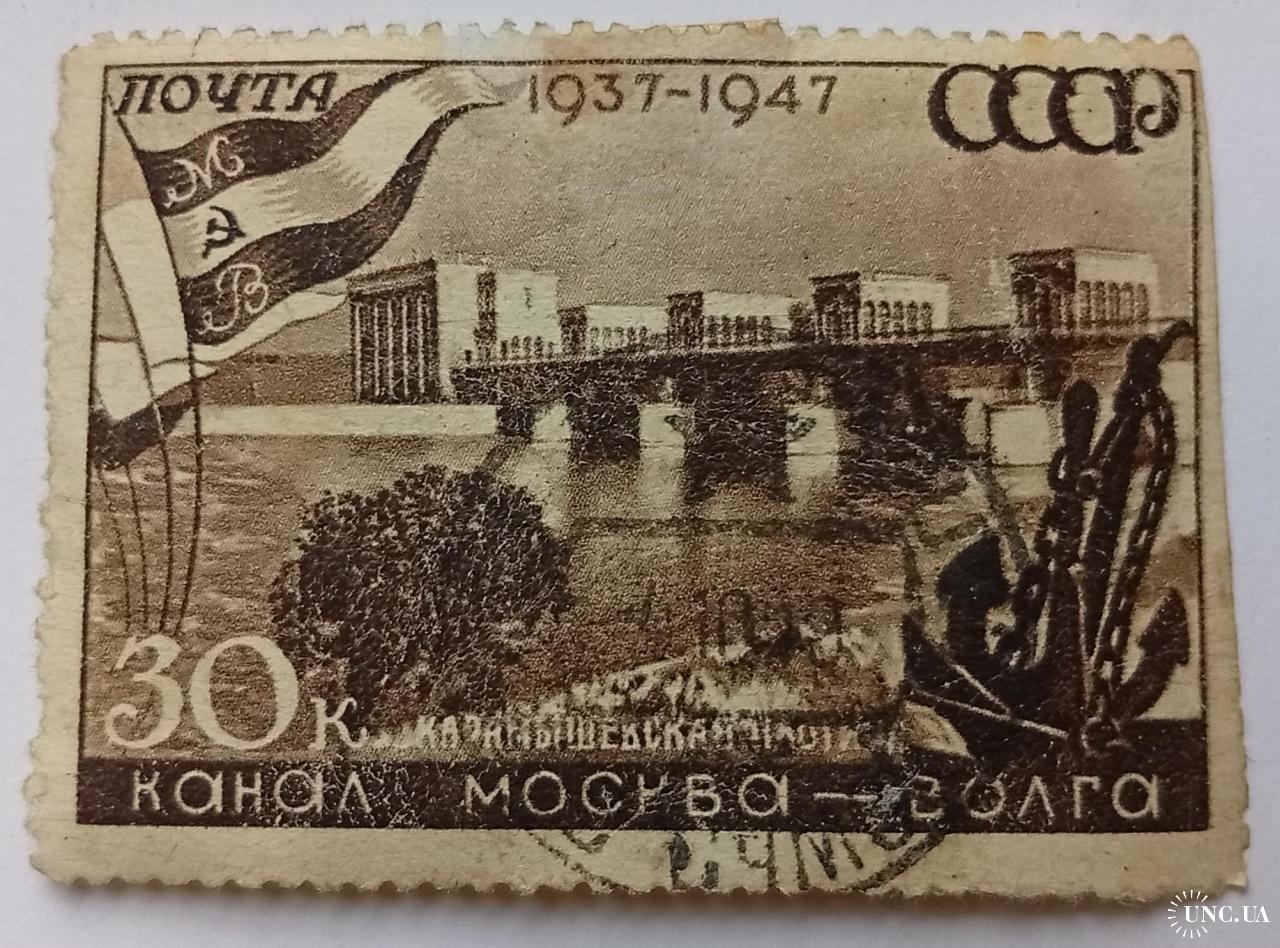 ПОЧТА 1937-1947 СССР
М
В
30 К.
КАРАМЫШЕВСКАЯ ПЛОТИНА
КАНАЛ МОСКВА — ВОЛГА
UNC.UA